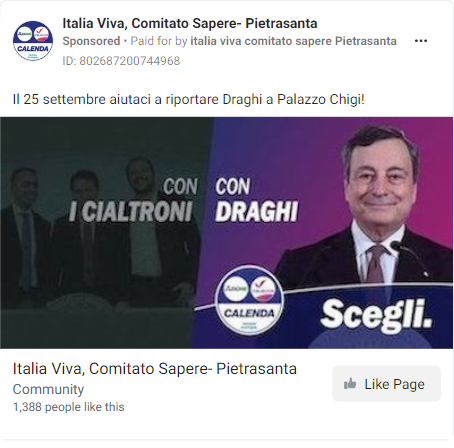 Italia Viva, Comitato Sapere- Pietrasanta
Sponsored • Paid for by italia viva comitato sapere Pietrasanta
ID: 802687200744968
Il 25 settembre aiutaci a riportare Draghi a Palazzo Chigi!
CON
I CIALTRONI
CON
DRAGHI
AZIONE
CALENDA
Scegli.
Italia Viva, Comitato Sapere- Pietrasanta
Community
1,388 people like this
Like Page